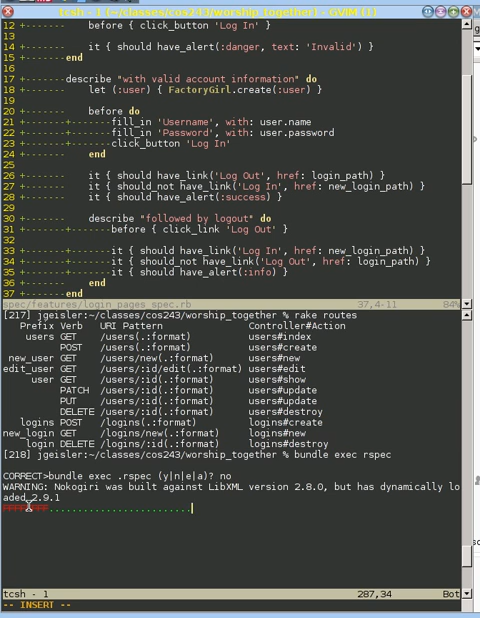 tcsh - 1 (~/classes/cos243/worship_together) - GVIM (1)
12 +------- before { click_button 'Log In' }
13
14 +------- it { should have_alert(:danger, text: 'Invalid') }
15 +-------end
16
17 +-------describe "with valid account information" do
18 +------- let (:user) { FactoryGirl.create(:user) }
19
20 +------- before do
21 +-------+-------fill_in 'Username', with: user.name
22 +-------+-------fill_in 'Password', with: user.password
23 +-------+-------click_button 'Log In'
24 +------- end
25
26 +------- it { should have_link('Log Out', href: login_path) }
27 +------- it { should_not have_link('Log In', href: new_login_path) }
28 +------- it { should have_alert(:success) }
29
30 +------- describe "followed by logout" do
31 +-------+-------before { click_link 'Log Out' }
32
33 +-------+-------it { should have_link('Log In', href: new_login_path) }
34 +-------+-------it { should_not have_link('Log Out', href: login_path) }
35 +-------+-------it { should have_alert(:info) }
36 +------- end
37 +-------end
spec/features/login_pages_spec.rb 37,4-11 84%
[217] jgeisler:~/classes/cos243/worship_together % rake routes
Prefix Verb URI Pattern Controller#Action
users GET /users(.:format) users#index
POST /users(.:format) users#create
new_user GET /users/new(.:format) users#new
edit_user GET /users/:id/edit(.:format) users#edit
user GET /users/:id(.:format) users#show
PATCH /users/:id(.:format) users#update
PUT /users/:id(.:format) users#update
DELETE /users/:id(.:format) users#destroy
logins POST /logins(.:format) logins#create
new_login GET /logins/new(.:format) logins#new
login DELETE /logins/:id(.:format) logins#destroy
[218] jgeisler:~/classes/cos243/worship_together % bundle exec rspec
CORRECT>bundle exec .rspec (y|n|e|a)? no
WARNING: Nokogiri was built against LibXML version 2.8.0, but has dynamically lo
aded 2.9.1
tcsh - 1 287,34 Bot
-- INSERT --